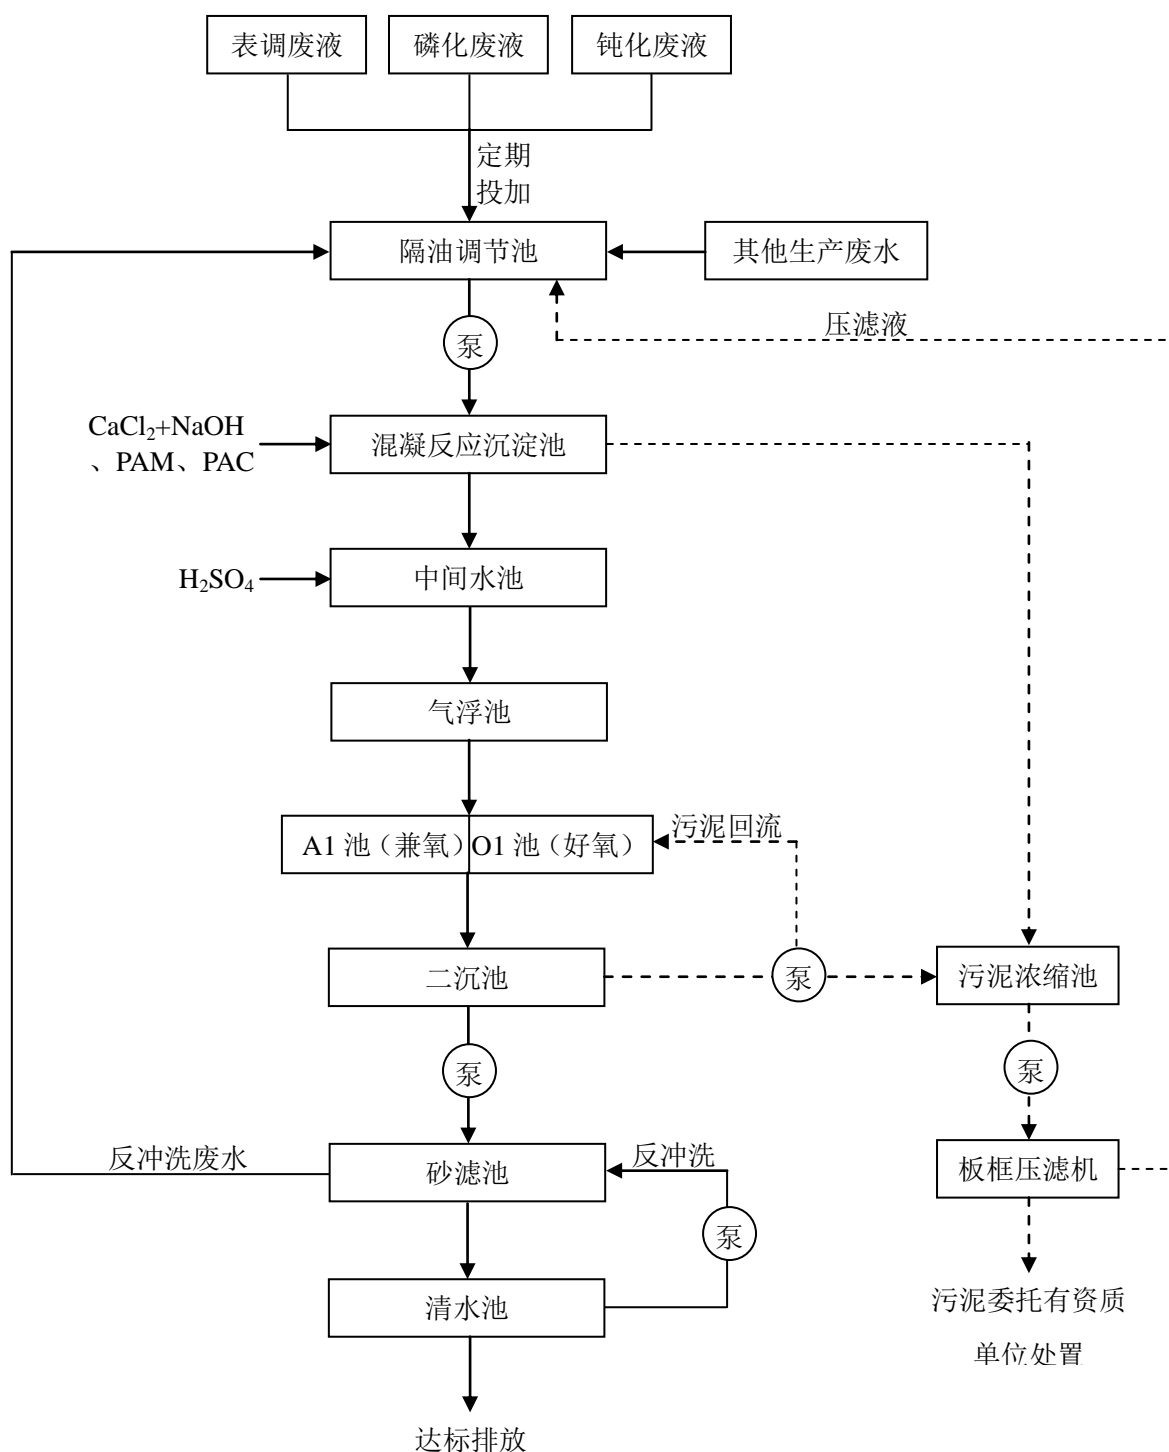 表调废液
磷化废液
钝化废液
定期
投加
隔油调节池
其他生产废水
压滤液
泵
CaCl₂+NaOH
、PAM、PAC
混凝反应沉淀池
H₂SO₄
中间水池
气浮池
A1 池（兼氧）
O1 池（好氧）
污泥回流
二沉池
泵
污泥浓缩池
泵
泵
反冲洗废水
砂滤池
反冲洗
板框压滤机
泵
清水池
污泥委托有资质
单位处置
达标排放